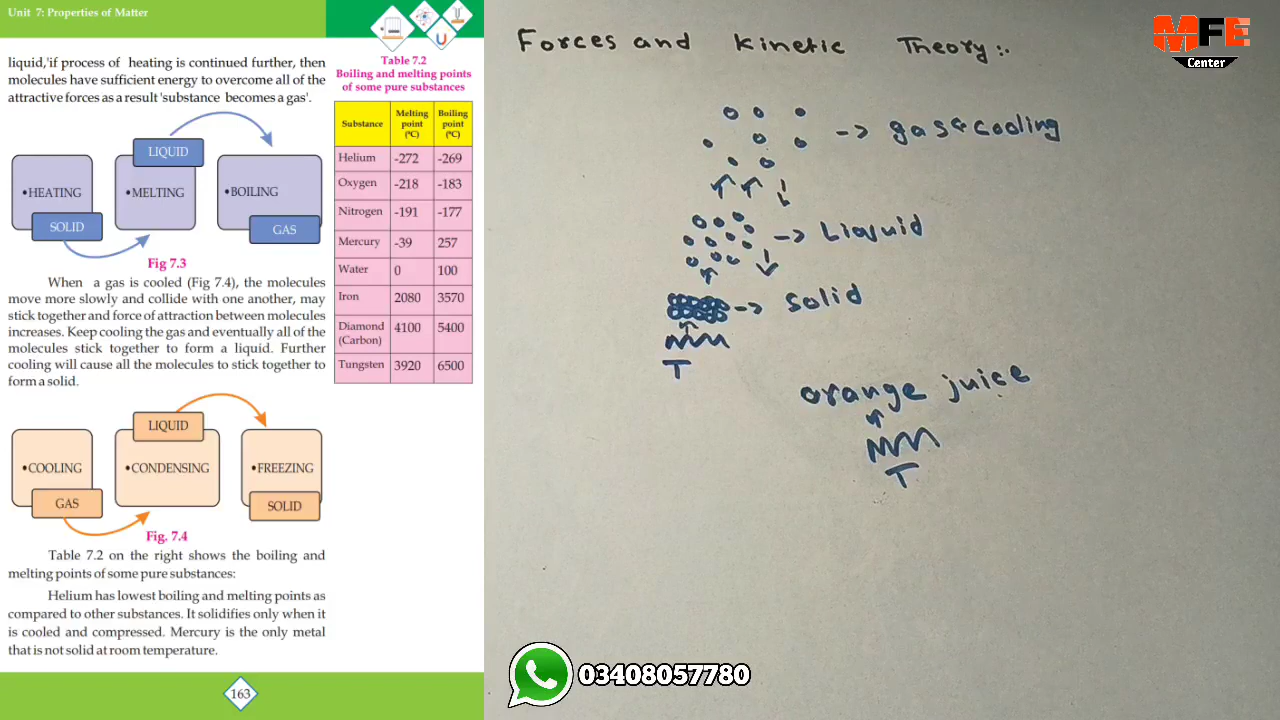 Unit 7: Properties of Matter
liquid,'if process of heating is continued further, then
molecules have sufficient energy to overcome all of the
attractive forces as a result 'substance becomes a gas'.
LIQUID
•HEATING
•MELTING
•BOILING
SOLID
GAS
Fig 7.3
When a gas is cooled (Fig 7.4), the molecules
move more slowly and collide with one another, may
stick together and force of attraction between molecules
increases. Keep cooling the gas and eventually all of the
molecules stick together to form a liquid. Further
cooling will cause all the molecules to stick together to
form a solid.
LIQUID
•COOLING
•CONDENSING
•FREEZING
GAS
SOLID
Fig. 7.4
Table 7.2 on the right shows the boiling and
melting points of some pure substances:
Helium has lowest boiling and melting points as
compared to other substances. It solidifies only when it
is cooled and compressed. Mercury is the only metal
that is not solid at room temperature.
163
Table 7.2
Boiling and melting points
of some pure substances
Substance Melting point (ºC) Boiling point (ºC)
Helium -272 -269
Oxygen -218 -183
Nitrogen -191 -177
Mercury -39 257
Water 0 100
Iron 2080 3570
Diamond (Carbon) 4100 5400
Tungsten 3920 6500
Forces and Kinetic Theory:.
-> gas & cooling
-> Liquid
-> Solid
T
orange juice
T
MFE
Center
03408057780